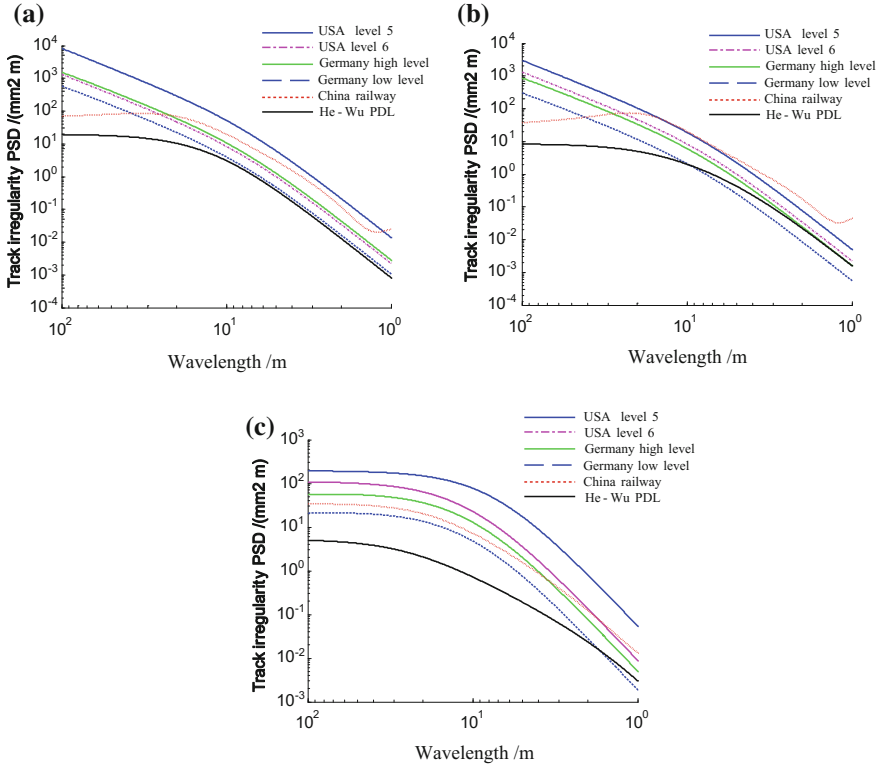 (a)
USA level 5
USA level 6
Germany high level
Germany low level
China railway
He - Wu PDL
10^4
10^3
10^2
10^1
10^0
10^-1
10^-2
10^-3
10^-4
Track irregularity PSD /(mm2 m)
10^2
10^1
10^0
Wavelength /m
(b)
USA level 5
USA level 6
Germany high level
Germany low level
China railway
He - Wu PDL
10^4
10^3
10^2
10^1
10^0
10^-1
10^-2
10^-3
10^-4
Track irregularity PSD /(mm2 m)
10^2
10^1
10^0
Wavelength /m
(c)
USA level 5
USA level 6
Germany high level
Germany low level
China railway
He - Wu PDL
10^3
10^2
10^1
10^0
10^-1
10^-2
10^-3
Track irregularity PSD /(mm2 m)
10^2
10^1
10^0
Wavelength /m